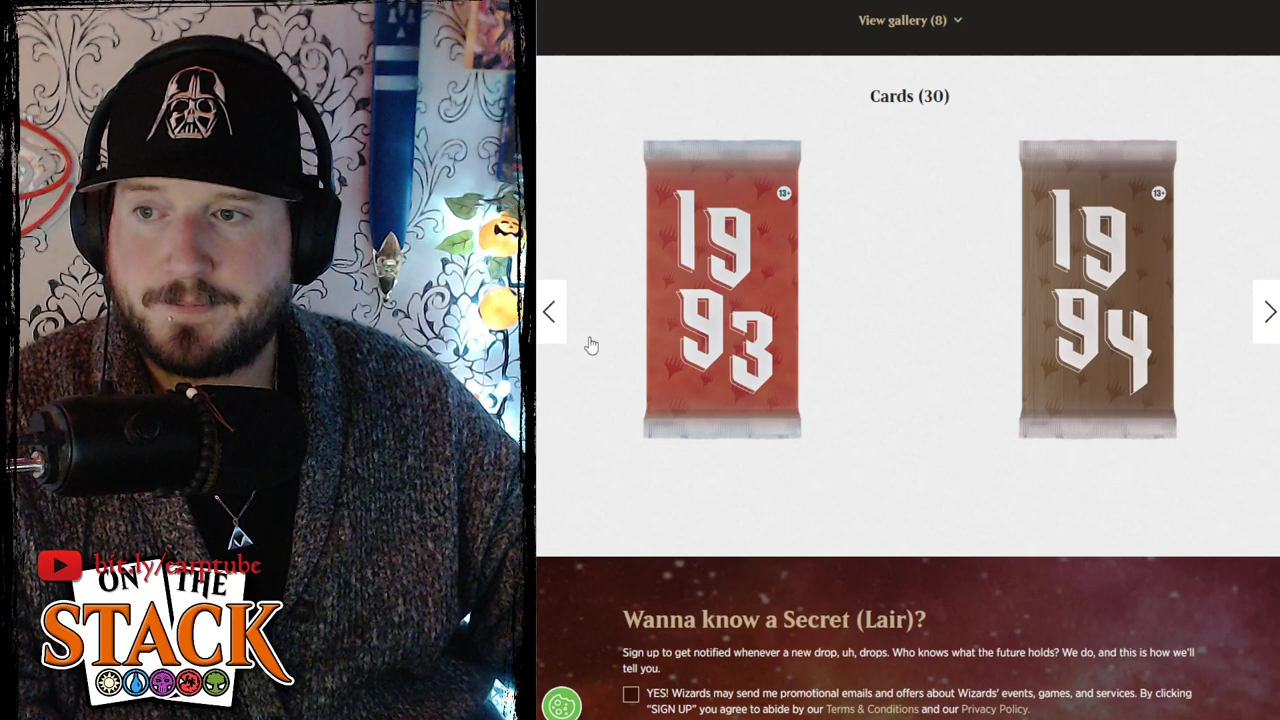 View gallery (8)
Cards (30)
13+
19
93
13+
19
94
bit.ly/earptube
ON THE
STACK
Wanna know a Secret (Lair)?
Sign up to get notified whenever a new drop, uh, drops. Who knows what the future holds? We do, and this is how we'll
tell you.
YES! Wizards may send me promotional emails and offers about Wizards' events, games, and services. By clicking
"SIGN UP" you agree to abide by our Terms & Conditions and our Privacy Policy.